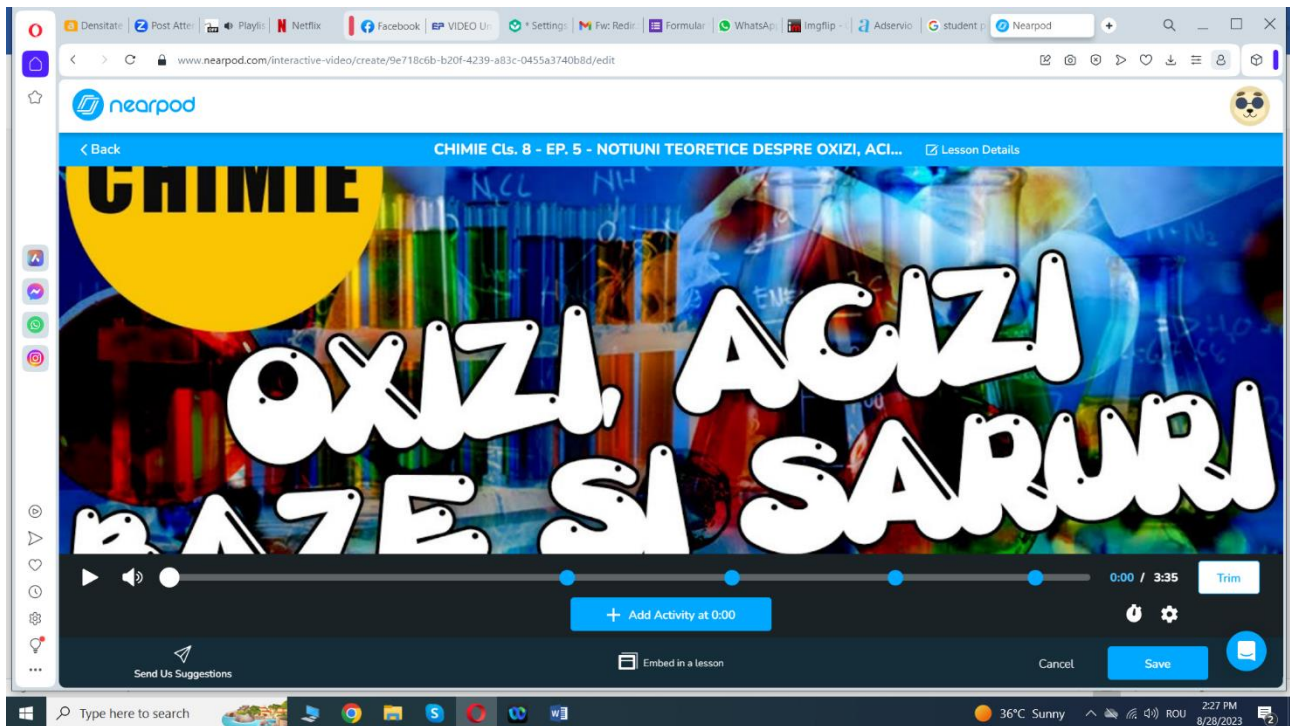 Densitate
Post Atter
Playlis
Netflix
Facebook
VIDEO Un
* Settings
Fw: Redir.
Formular
WhatsAp
Imgflip -
Adservio
student p
Nearpod
www.nearpod.com/interactive-video/create/9e718c6b-b20f-4239-a83c-0455a3740b8d/edit
nearpod
< Back
CHIMIE Cls. 8 - EP. 5 - NOTIUNI TEORETICE DESPRE OXIZI, ACI...
Lesson Details
CHIMIE
OXIZI, ACIZI
BAZE SI SARURI
0:00 / 3:35
Trim
+ Add Activity at 0:00
Send Us Suggestions
Embed in a lesson
Cancel
Save
Type here to search
36°C Sunny
ROU
2:27 PM
8/28/2023
2